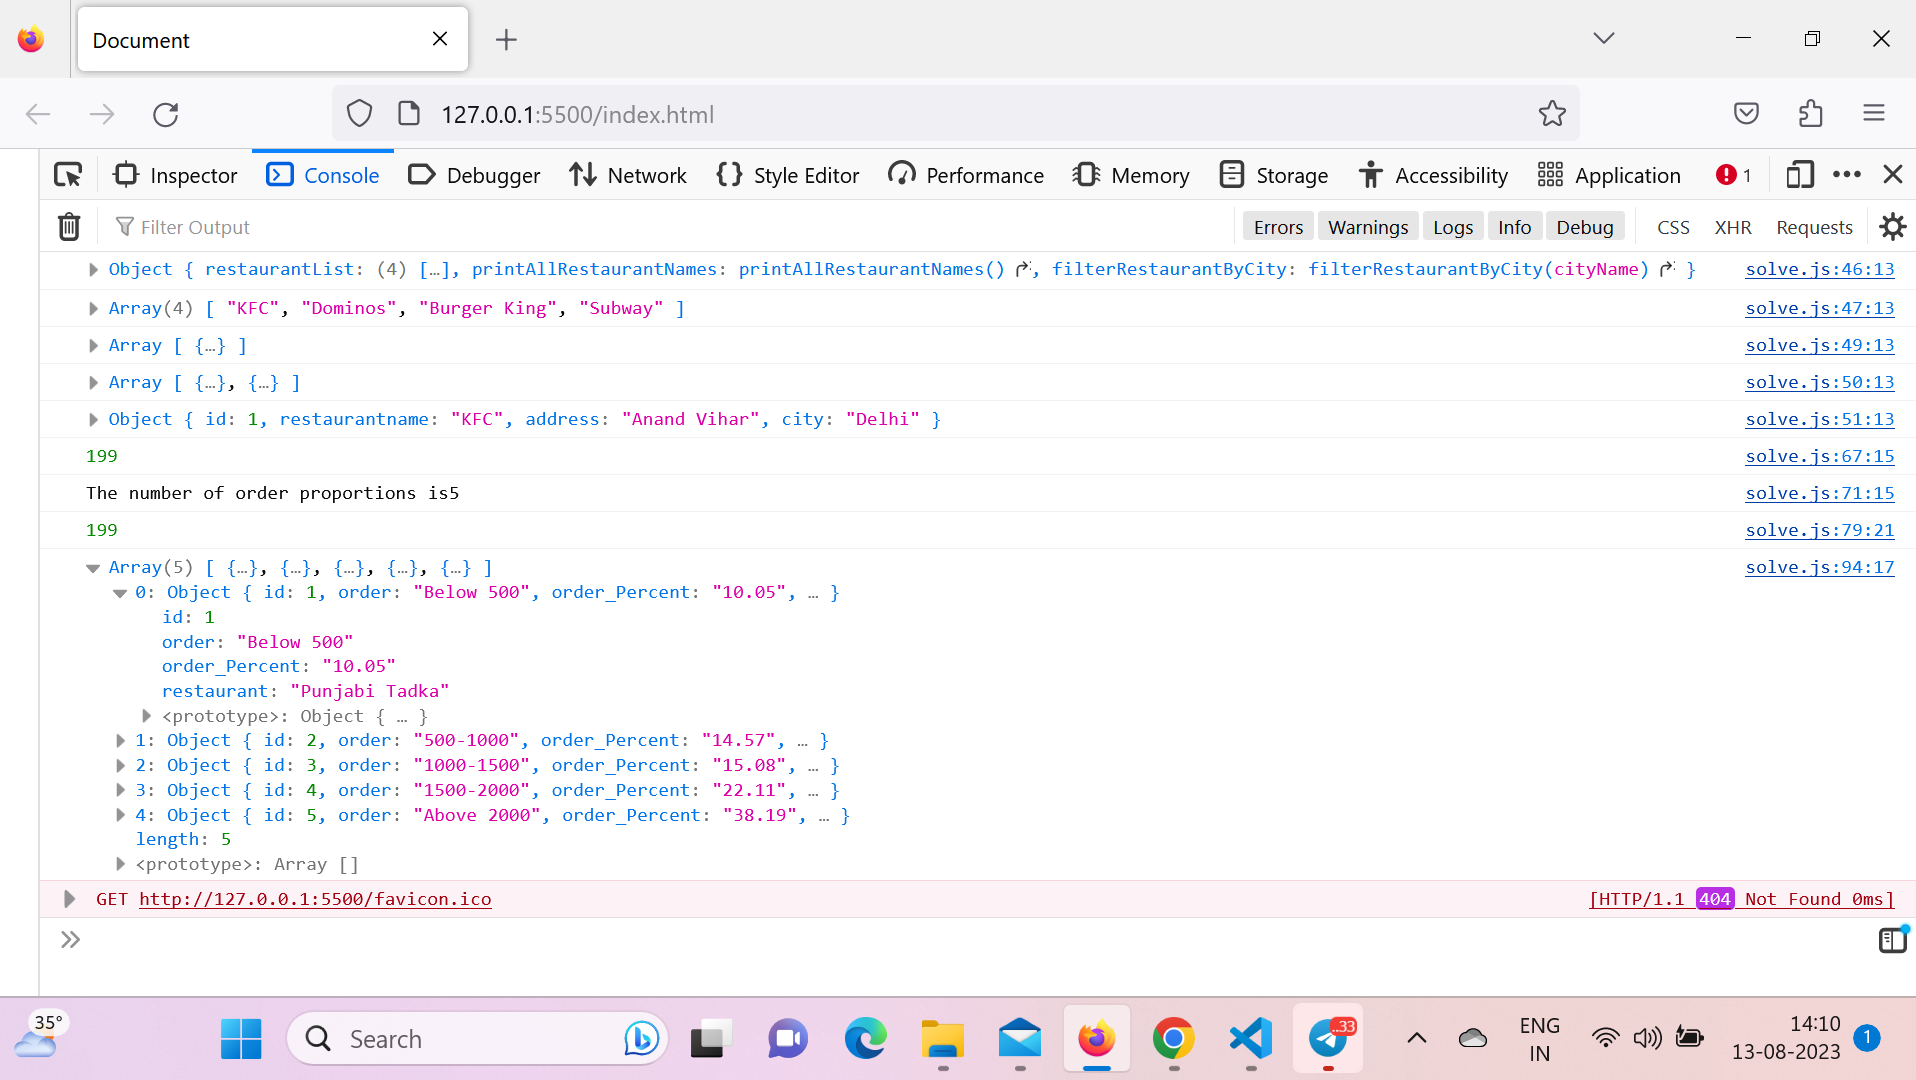 Document
127.0.0.1:5500/index.html
Inspector Console Debugger Network Style Editor Performance Memory Storage Accessibility Application 1
Filter Output Errors Warnings Logs Info Debug CSS XHR Requests
Object { restaurantList: (4) […], printAllRestaurantNames: printAllRestaurantNames(), filterRestaurantByCity: filterRestaurantByCity(cityName) } solve.js:46:13
Array(4) [ "KFC", "Dominos", "Burger King", "Subway" ] solve.js:47:13
Array [ {…} ] solve.js:49:13
Array [ {…}, {…} ] solve.js:50:13
Object { id: 1, restaurantname: "KFC", address: "Anand Vihar", city: "Delhi" } solve.js:51:13
199 solve.js:67:15
The number of order proportions is5 solve.js:71:15
199 solve.js:79:21
Array(5) [ {…}, {…}, {…}, {…}, {…} ] solve.js:94:17
0: Object { id: 1, order: "Below 500", order_Percent: "10.05", … }
id: 1
order: "Below 500"
order_Percent: "10.05"
restaurant: "Punjabi Tadka"
<prototype>: Object { … }
1: Object { id: 2, order: "500-1000", order_Percent: "14.57", … }
2: Object { id: 3, order: "1000-1500", order_Percent: "15.08", … }
3: Object { id: 4, order: "1500-2000", order_Percent: "22.11", … }
4: Object { id: 5, order: "Above 2000", order_Percent: "38.19", … }
length: 5
<prototype>: Array []
GET http://127.0.0.1:5500/favicon.ico [HTTP/1.1 404 Not Found 0ms]
35° Search ..33 ENG 14:10 1
IN 13-08-2023